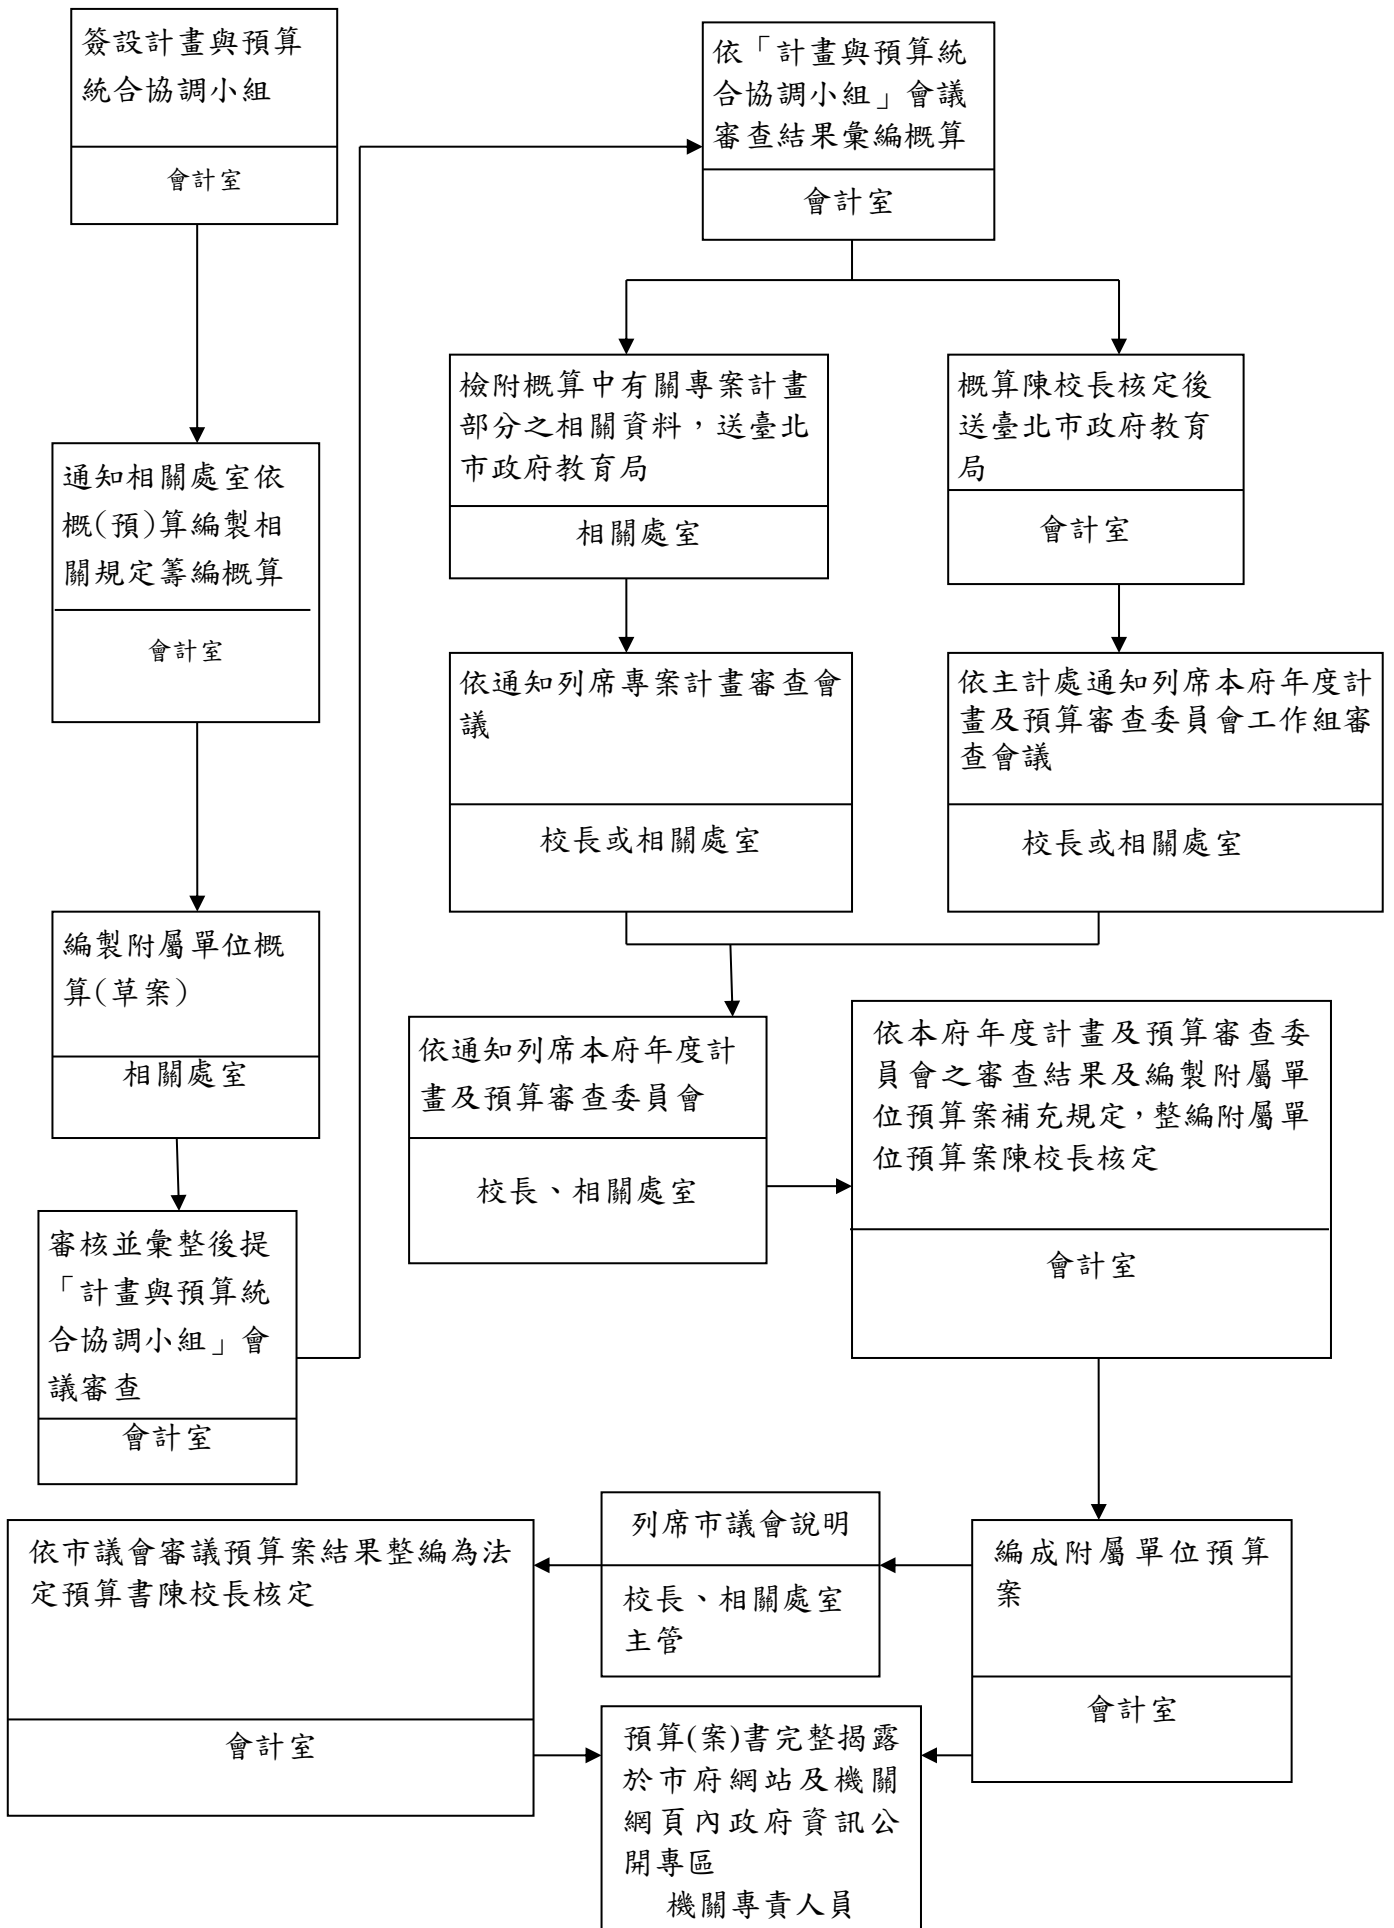 簽設計畫與預算
統合協調小組
會計室
通知相關處室依
概(預)算編製相
關規定籌編概算
會計室
編製附屬單位概
算(草案)
相關處室
審核並彙整後提
「計畫與預算統
合協調小組」會
議審查
會計室
依「計畫與預算統
合協調小組」會議
審查結果彙編概算
會計室
檢附概算中有關專案計畫
部分之相關資料，送臺北
市政府教育局
相關處室
概算陳校長核定後
送臺北市政府教育
局
會計室
依通知列席專案計畫審查會
議
校長或相關處室
依主計處通知列席本府年度計
畫及預算審查委員會工作組審
查會議
校長或相關處室
依通知列席本府年度計
畫及預算審查委員會
校長、相關處室
依本府年度計畫及預算審查委
員會之審查結果及編製附屬單
位預算案補充規定，整編附屬單
位預算案陳校長核定
會計室
編成附屬單位預算
案
會計室
列席市議會說明
校長、相關處室
主管
依市議會審議預算案結果整編為法
定預算書陳校長核定
會計室
預算(案)書完整揭露
於市府網站及機關
網頁內政府資訊公
開專區
機關專責人員